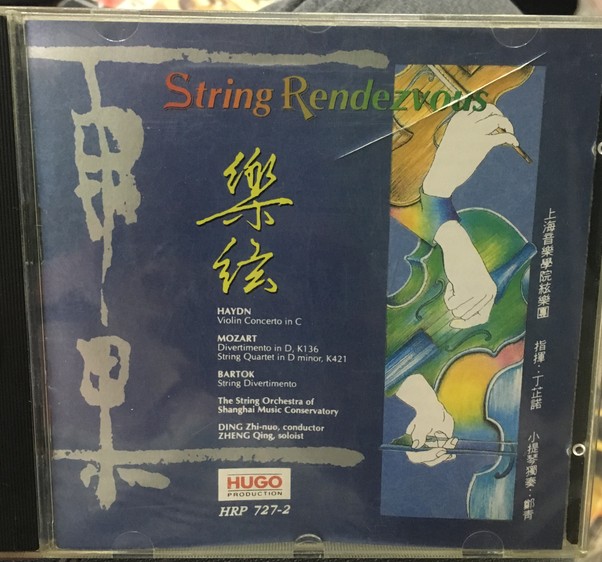 String Rendezvous
樂絃
HAYDN
Violin Concerto in C
MOZART
Divertimento in D, K136
String Quartet in D minor, K421
BARTOK
String Divertimento
The String Orchestra of
Shanghai Music Conservatory
DING Zhi-nuo, conductor
ZHENG Qing, soloist
HUGO
PRODUCTION
HRP 727-2
上海音樂學院絃樂團 指揮：丁芷諾 小提琴獨奏：鄭青